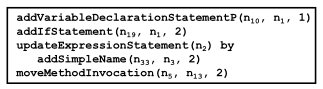 addVariableDeclarationStatementP(n10, n1, 1)
addIfStatement(n19, n1, 2)
updateExpressionStatement(n2) by
addSimpleName(n33, n3, 2)
moveMethodInvocation(n5, n13, 2)